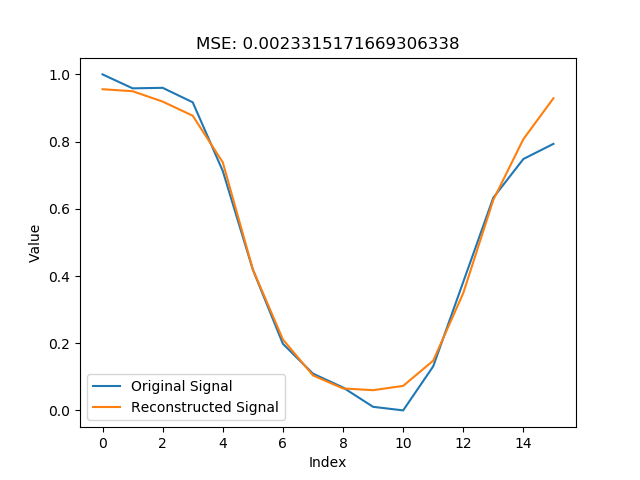 MSE: 0.0023315171669306338
1.0
0.8
0.6
0.4
0.2
0.0
Value
Original Signal
Reconstructed Signal
0 2 4 6 8 10 12 14
Index